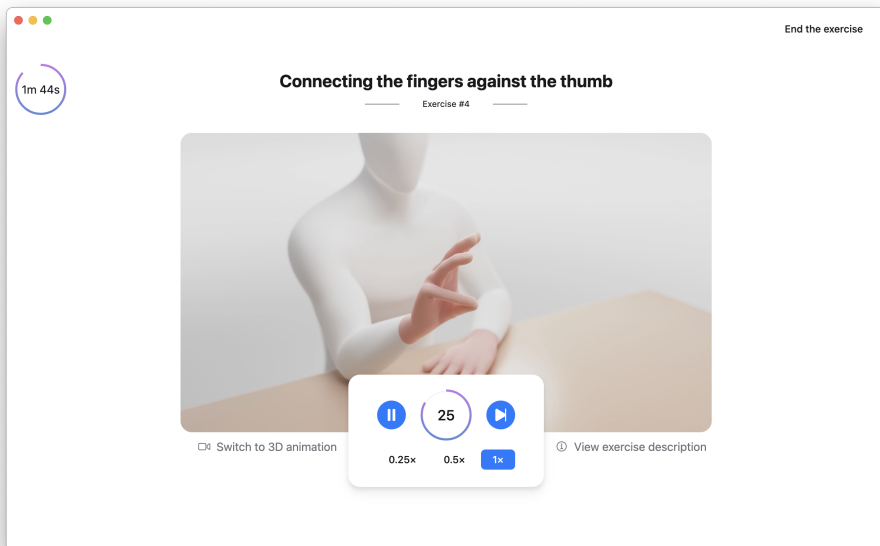 End the exercise
1m 44s
Connecting the fingers against the thumb
Exercise #4
25
Switch to 3D animation
View exercise description
0.25×
0.5×
1×